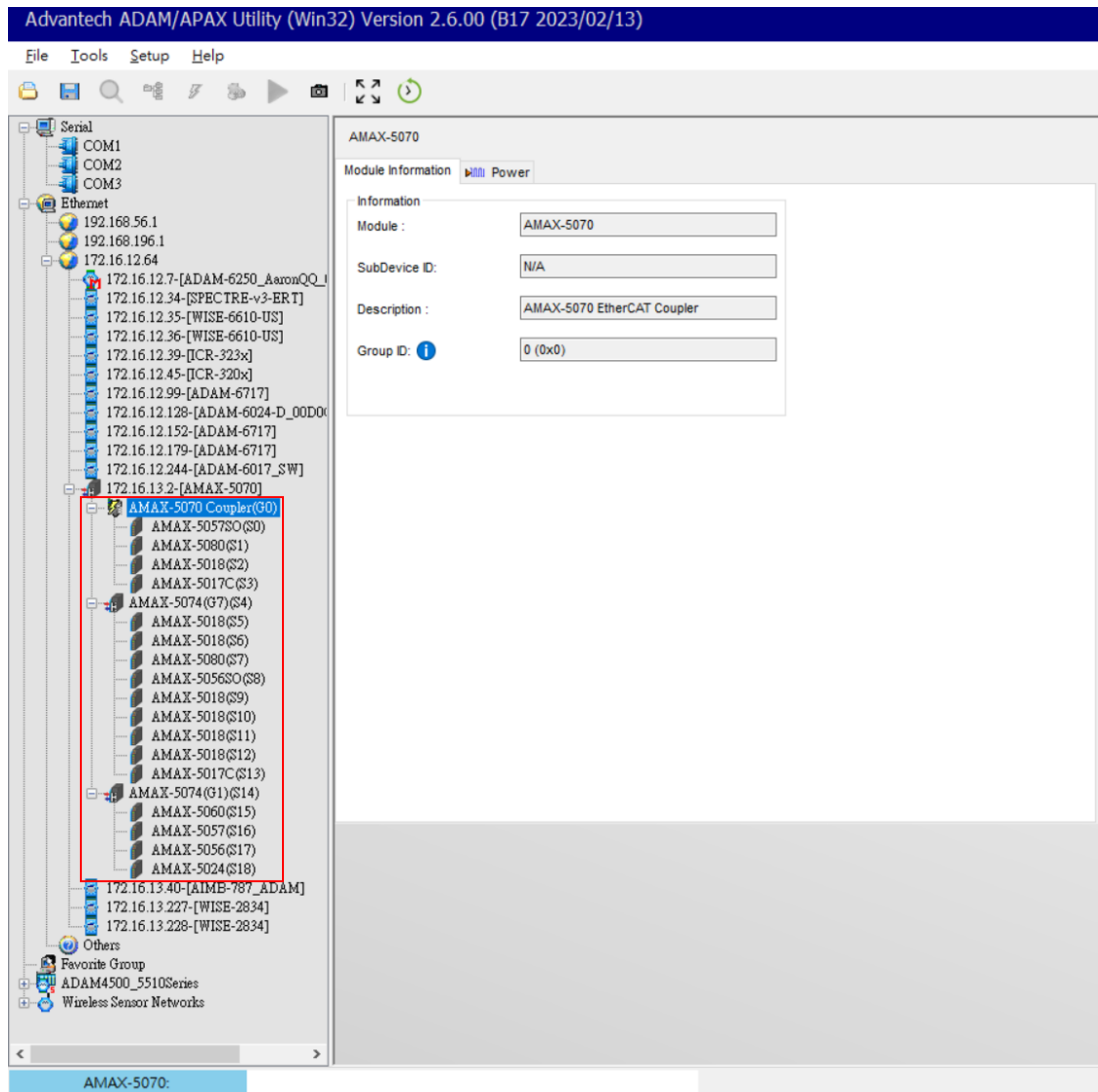 Advantech ADAM/APAX Utility (Win32) Version 2.6.00 (B17 2023/02/13)
File Tools Setup Help
Serial
COM1
COM2
COM3
Ethernet
192.168.56.1
192.168.196.1
172.16.12.64
172.16.12.7-[ADAM-6250_AaronQQ_
172.16.12.34-[SPECTRE-v3-ERT]
172.16.12.35-[WISE-6610-US]
172.16.12.36-[WISE-6610-US]
172.16.12.39-[ICR-323x]
172.16.12.45-[ICR-320x]
172.16.12.99-[ADAM-6717]
172.16.12.128-[ADAM-6024-D_00D0
172.16.12.152-[ADAM-6717]
172.16.12.179-[ADAM-6717]
172.16.12.244-[ADAM-6017_SW]
172.16.13.2-[AMAX-5070]
AMAX-5070 Coupler(G0)
AMAX-5057SO(S0)
AMAX-5080(S1)
AMAX-5018(S2)
AMAX-5017C(S3)
AMAX-5074(G7)(S4)
AMAX-5018(S5)
AMAX-5018(S6)
AMAX-5080(S7)
AMAX-5056SO(S8)
AMAX-5018(S9)
AMAX-5018(S10)
AMAX-5018(S11)
AMAX-5018(S12)
AMAX-5017C(S13)
AMAX-5074(G1)(S14)
AMAX-5060(S15)
AMAX-5057(S16)
AMAX-5056(S17)
AMAX-5024(S18)
172.16.13.40-[AIMB-787_ADAM]
172.16.13.227-[WISE-2834]
172.16.13.228-[WISE-2834]
Others
Favorite Group
ADAM4500_5510Series
Wireless Sensor Networks
AMAX-5070
Module Information Power
Information
Module : AMAX-5070
SubDevice ID: N/A
Description : AMAX-5070 EtherCAT Coupler
Group ID: 0 (0x0)
AMAX-5070: